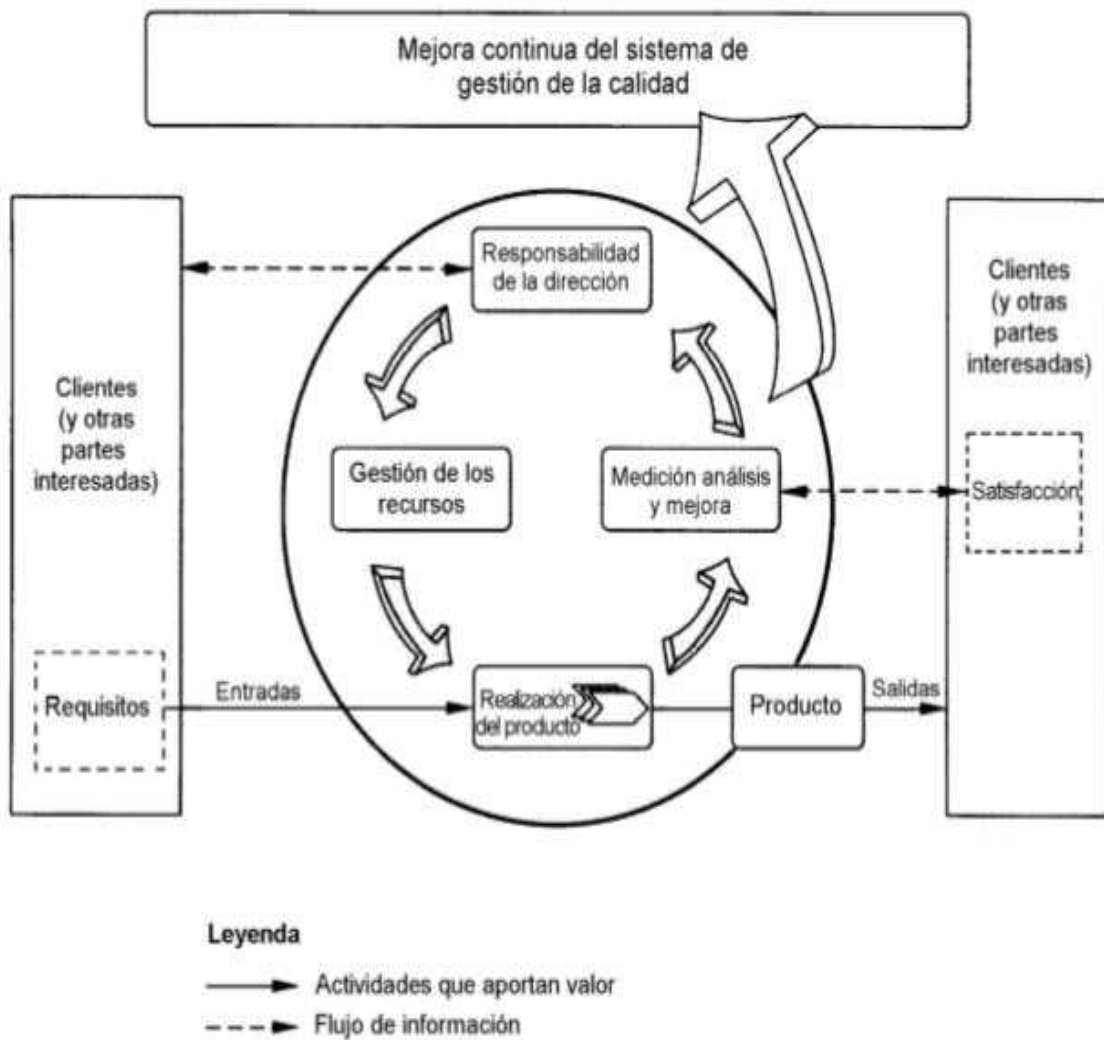 Mejora continua del sistema de
gestión de la calidad
Responsabilidad
de la dirección
Clientes
(y otras
partes
interesadas)
Clientes
(y otras
partes
interesadas)
Gestión de los
recursos
Medición análisis
y mejora
Satisfacción
Requisitos
Entradas
Realización
del producto
Producto
Salidas
Leyenda
Actividades que aportan valor
Flujo de información